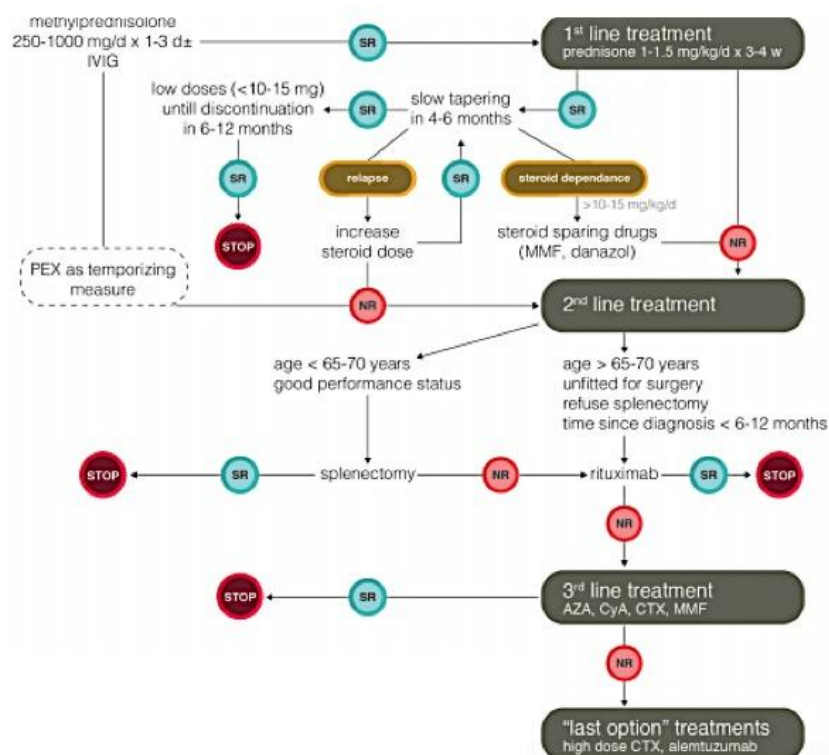 methylprednisolone
250-1000 mg/d x 1-3 d±
IVIG
SR
1st line treatment
prednisone 1-1.5 mg/kg/d x 3-4 w
low doses (<10-15 mg)
untill discontinuation
in 6-12 months
SR
slow tapering
in 4-6 months
SR
SR
relapse
SR
steroid dependance
>10-15 mg/kg/d
STOP
increase
steroid dose
steroid sparing drugs
(MMF, danazol)
NR
PEX as temporizing
measure
NR
2nd line treatment
age < 65-70 years
good performance status
age > 65-70 years
unfitted for surgery
refuse splenectomy
time since diagnosis < 6-12 months
STOP
SR
splenectomy
NR
rituximab
SR
STOP
NR
STOP
SR
3rd line treatment
AZA, CyA, CTX, MMF
NR
"last option" treatments
high dose CTX, alemtuzumab